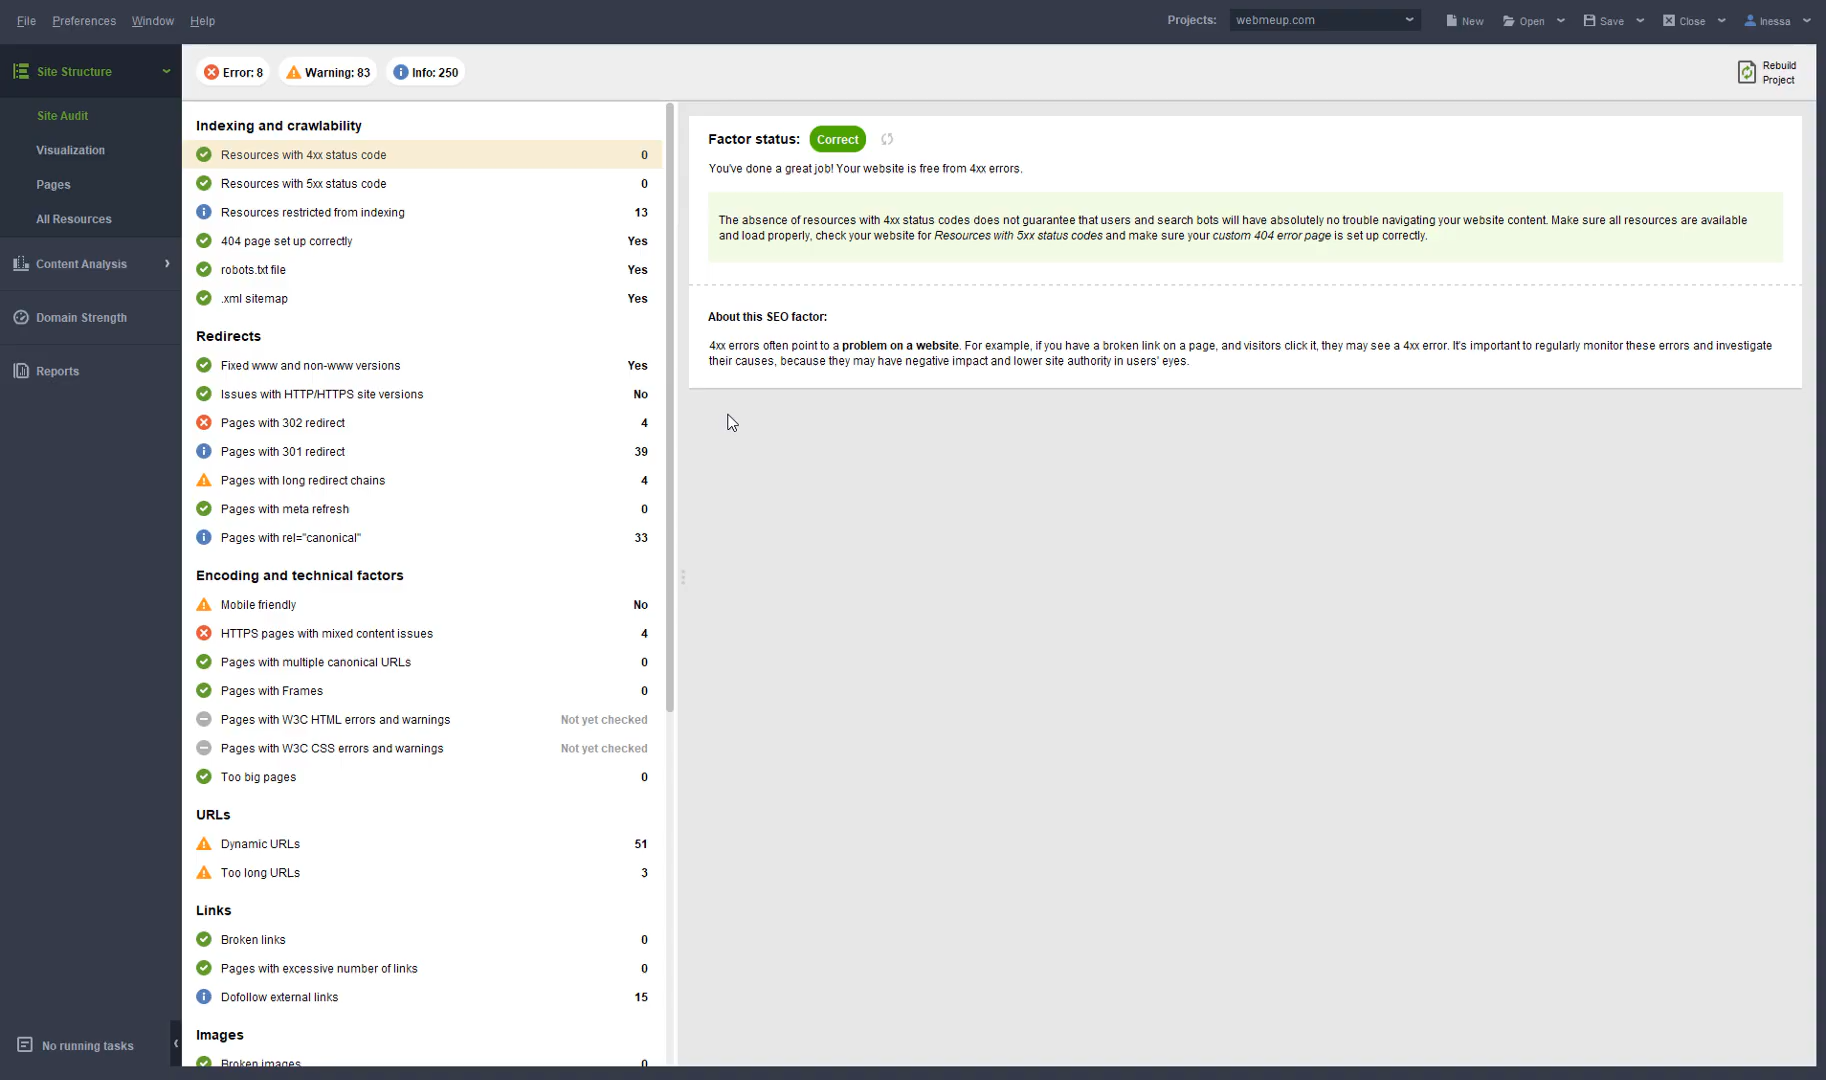 File Preferences Window Help Projects: webmeup.com New Open Save Close Inessa
Site Structure
Site Audit
Visualization
Pages
All Resources
Content Analysis
Domain Strength
Reports
No running tasks
Error: 8 Warning: 83 Info: 250
Rebuild
Project
Indexing and crawlability
Resources with 4xx status code 0
Resources with 5xx status code 0
Resources restricted from indexing 13
404 page set up correctly Yes
robots.txt file Yes
.xml sitemap Yes
Redirects
Fixed www and non-www versions Yes
Issues with HTTP/HTTPS site versions No
Pages with 302 redirect 4
Pages with 301 redirect 39
Pages with long redirect chains 4
Pages with meta refresh 0
Pages with rel="canonical" 33
Encoding and technical factors
Mobile friendly No
HTTPS pages with mixed content issues 4
Pages with multiple canonical URLs 0
Pages with Frames 0
Pages with W3C HTML errors and warnings Not yet checked
Pages with W3C CSS errors and warnings Not yet checked
Too big pages 0
URLs
Dynamic URLs 51
Too long URLs 3
Links
Broken links 0
Pages with excessive number of links 0
Dofollow external links 15
Images
Broken images 0
Factor status: Correct
You've done a great job! Your website is free from 4xx errors.
The absence of resources with 4xx status codes does not guarantee that users and search bots will have absolutely no trouble navigating your website content. Make sure all resources are available
and load properly, check your website for Resources with 5xx status codes and make sure your custom 404 error page is set up correctly.
About this SEO factor:
4xx errors often point to a problem on a website. For example, if you have a broken link on a page, and visitors click it, they may see a 4xx error. It's important to regularly monitor these errors and investigate
their causes, because they may have negative impact and lower site authority in users' eyes.